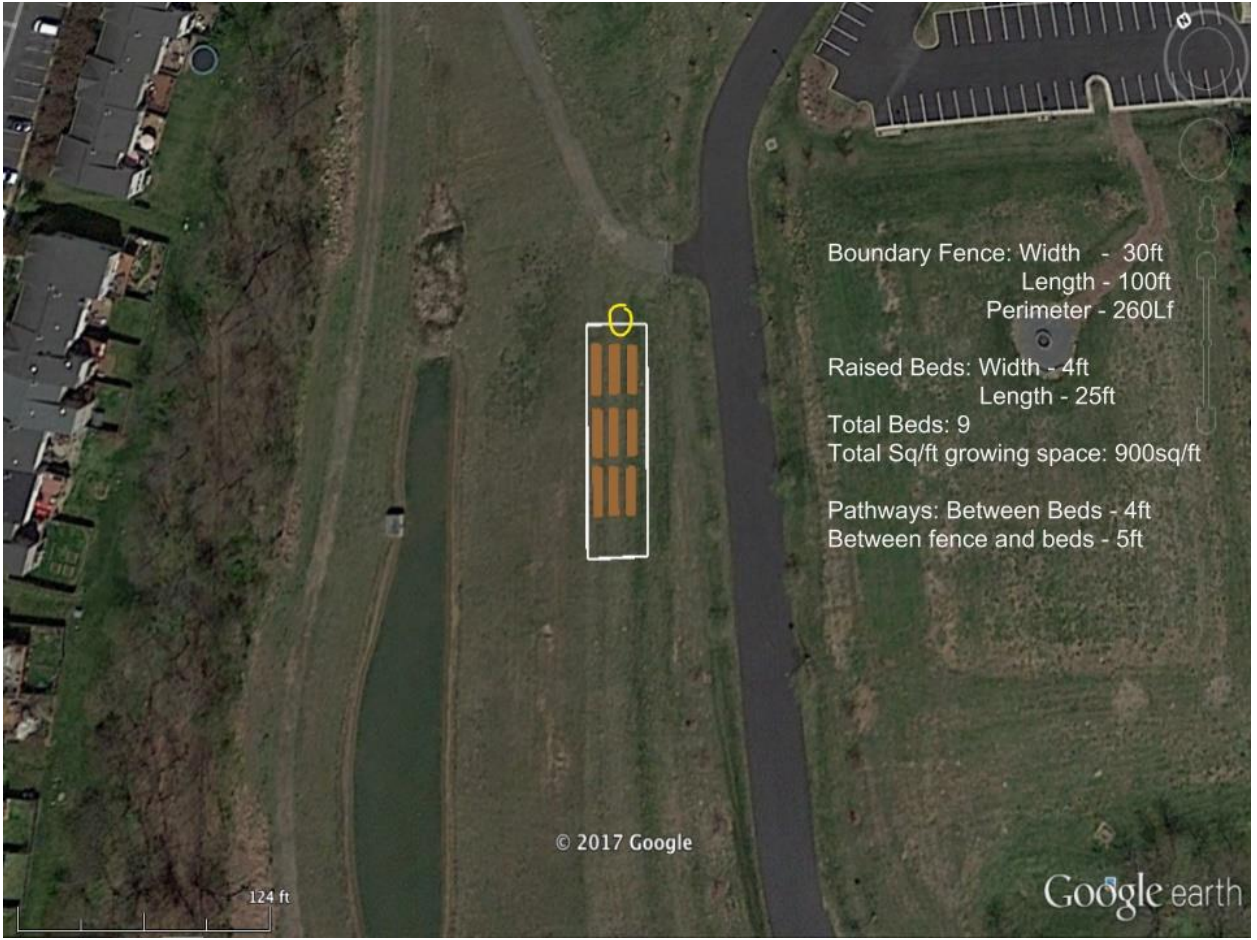 Boundary Fence: Width - 30ft
Length - 100ft
Perimeter - 260Lf
Raised Beds: Width - 4ft
Length - 25ft
Total Beds: 9
Total Sq/ft growing space: 900sq/ft
Pathways: Between Beds - 4ft
Between fence and beds - 5ft
© 2017 Google
124 ft
Google earth
N